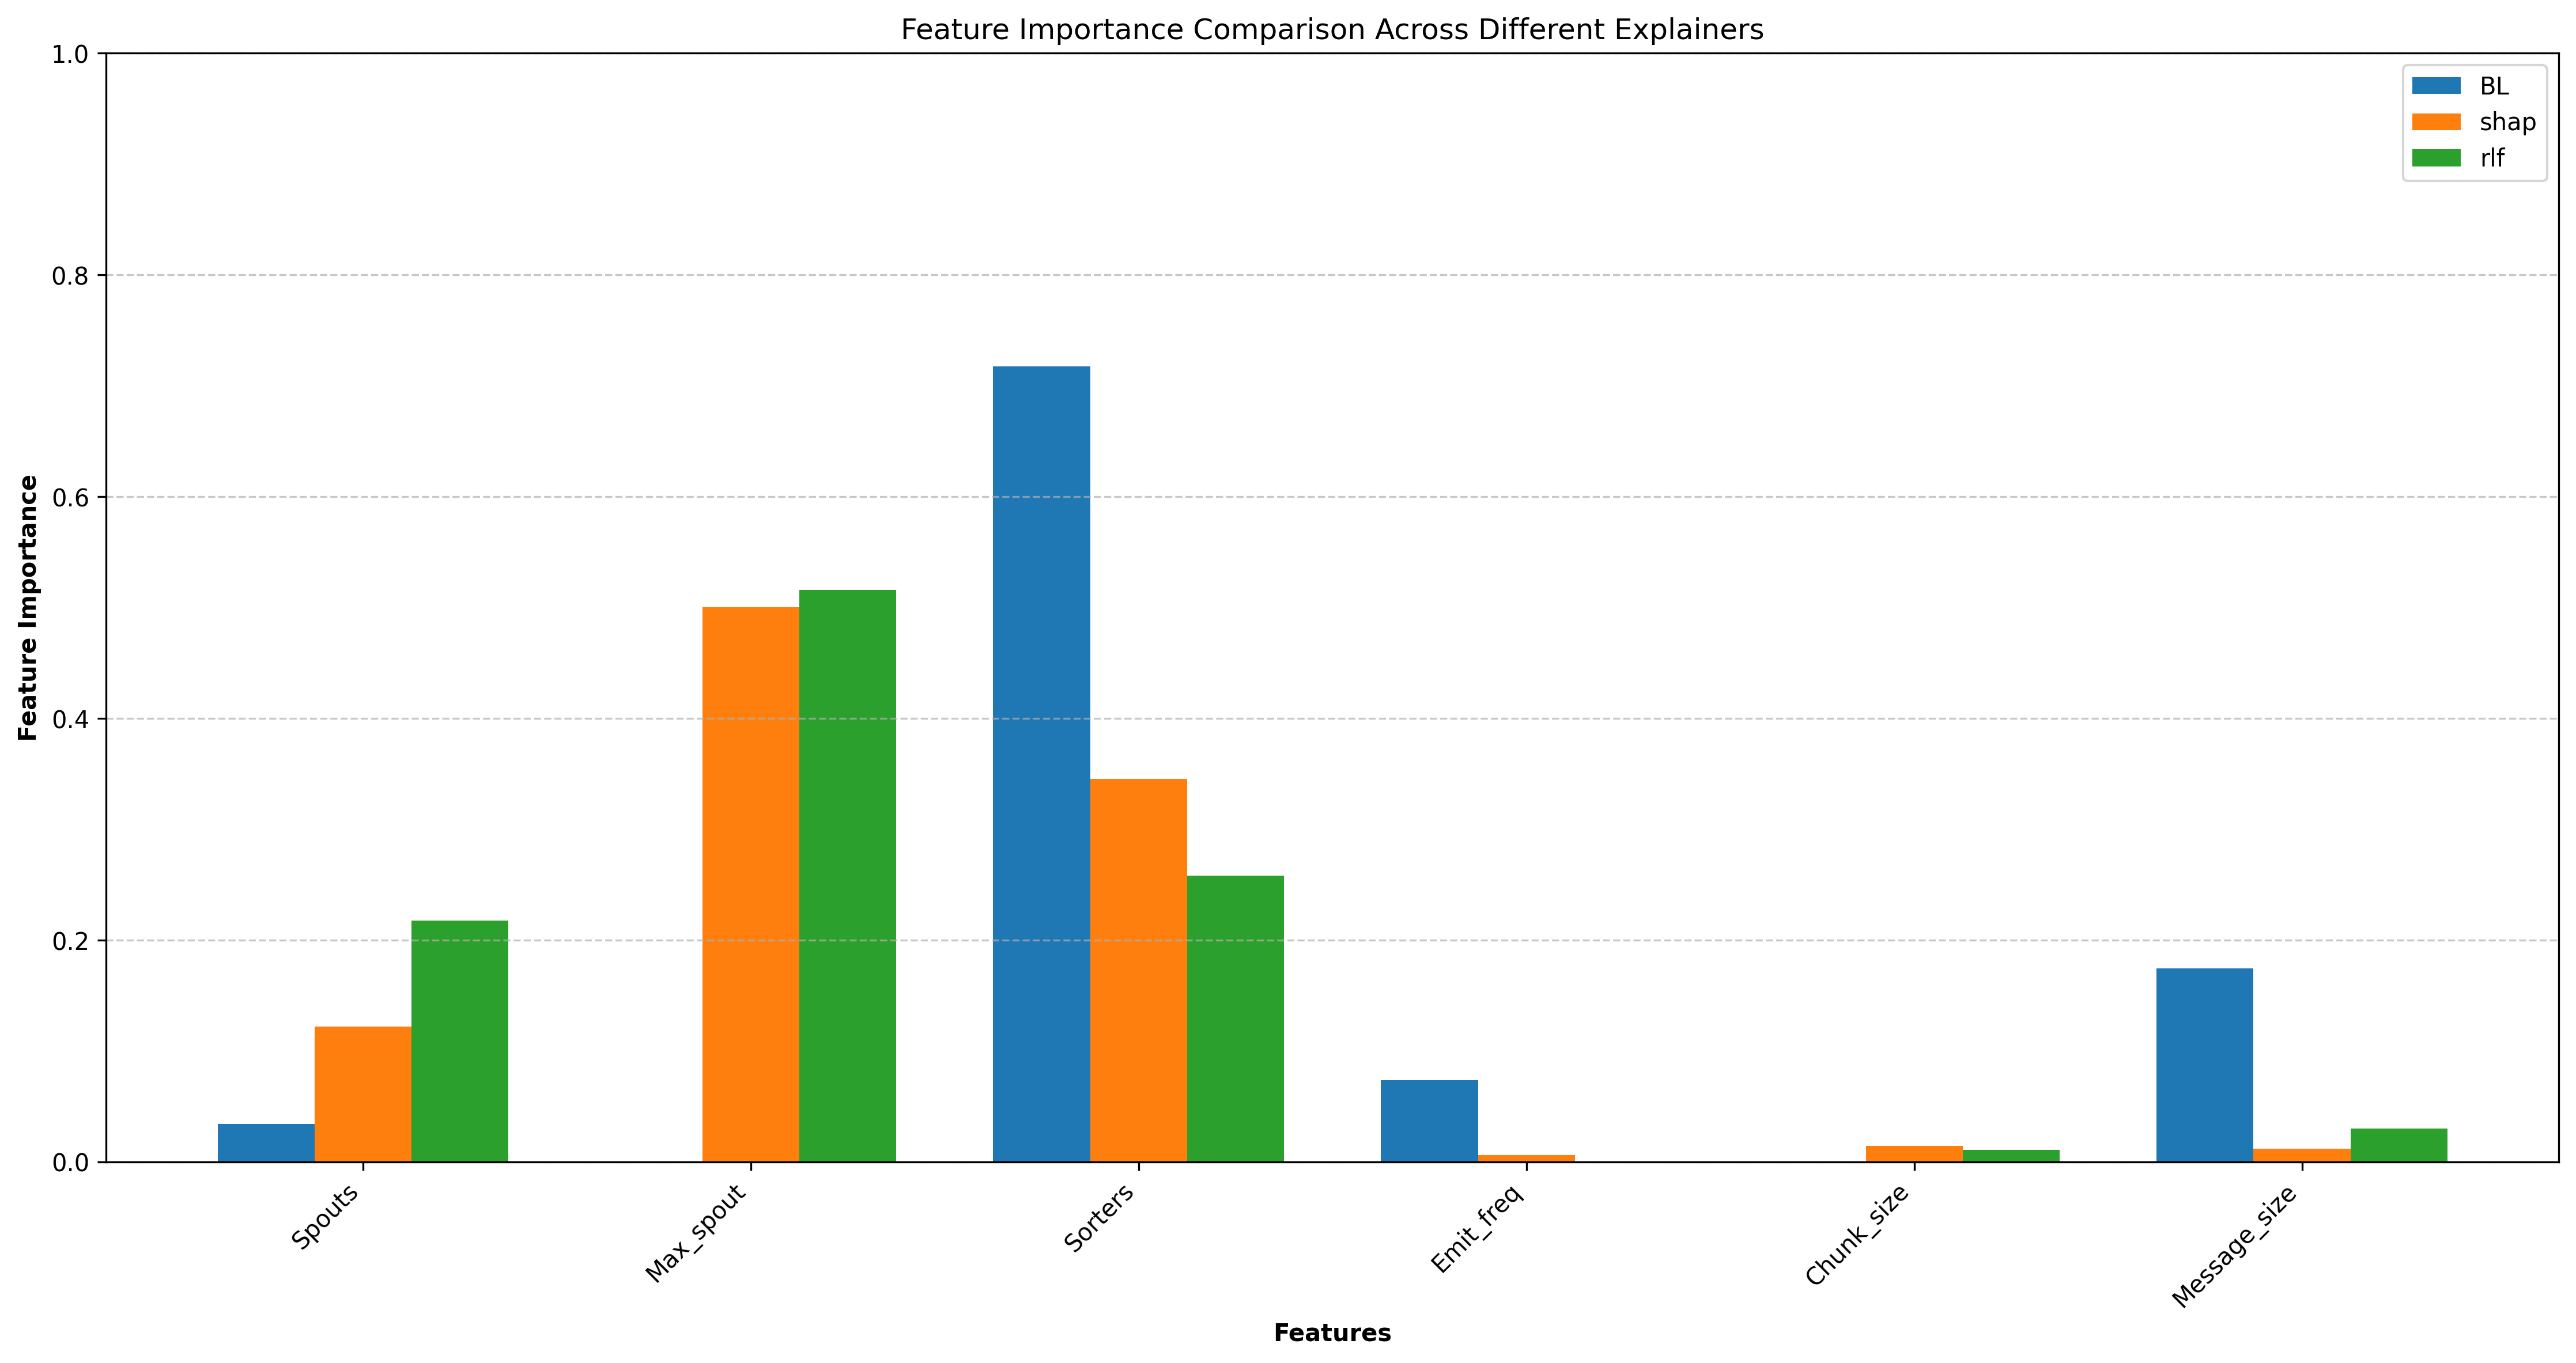 Feature Importance Comparison Across Different Explainers
1.0
0.8
0.6
0.4
0.2
0.0
Feature Importance
BL
shap
rlf
Spouts
Max_spout
Sorters
Emit_freq
Chunk_size
Message_size
Features